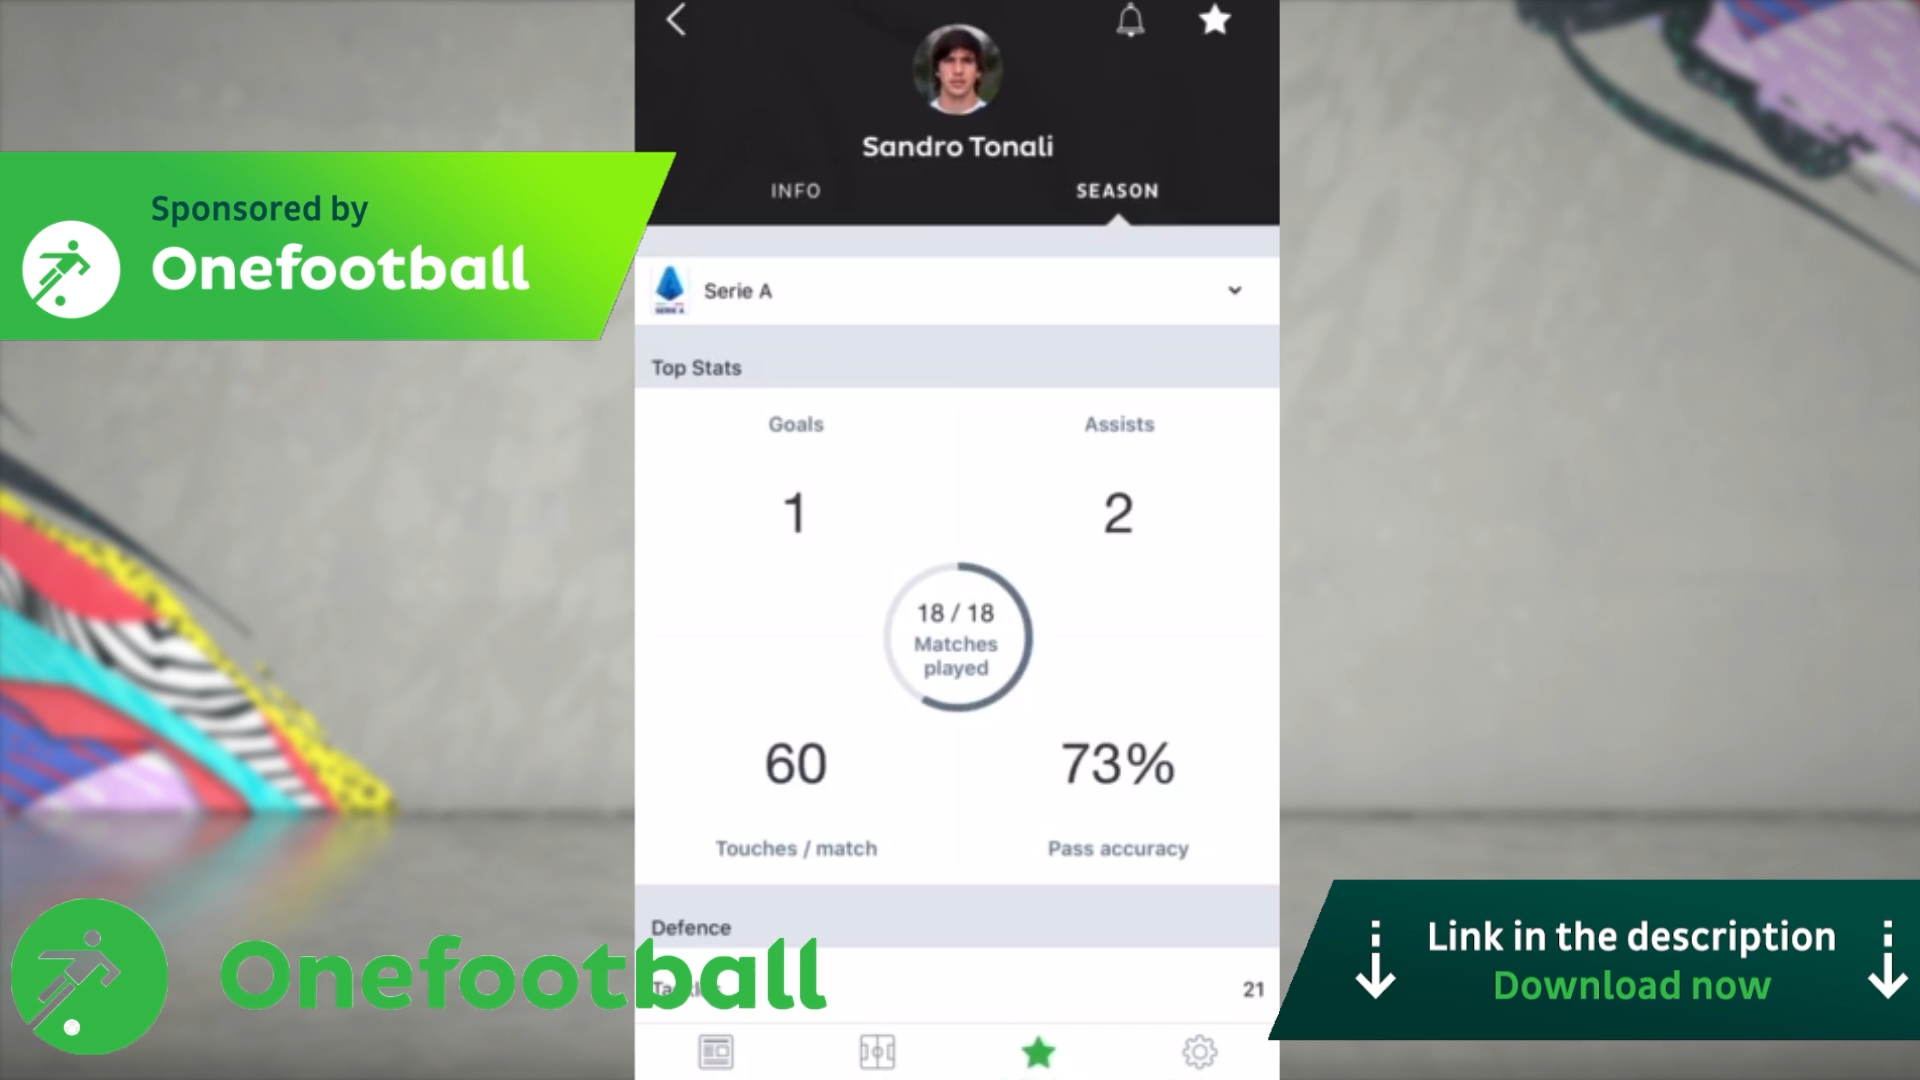 Sandro Tonali
INFO
SEASON
Sponsored by
Onefootball
SERIE A
Serie A
Top Stats
Goals
Assists
1
2
18 / 18
Matches
played
60
73%
Touches / match
Pass accuracy
Defence
Onefootball
21
Link in the description
Download now